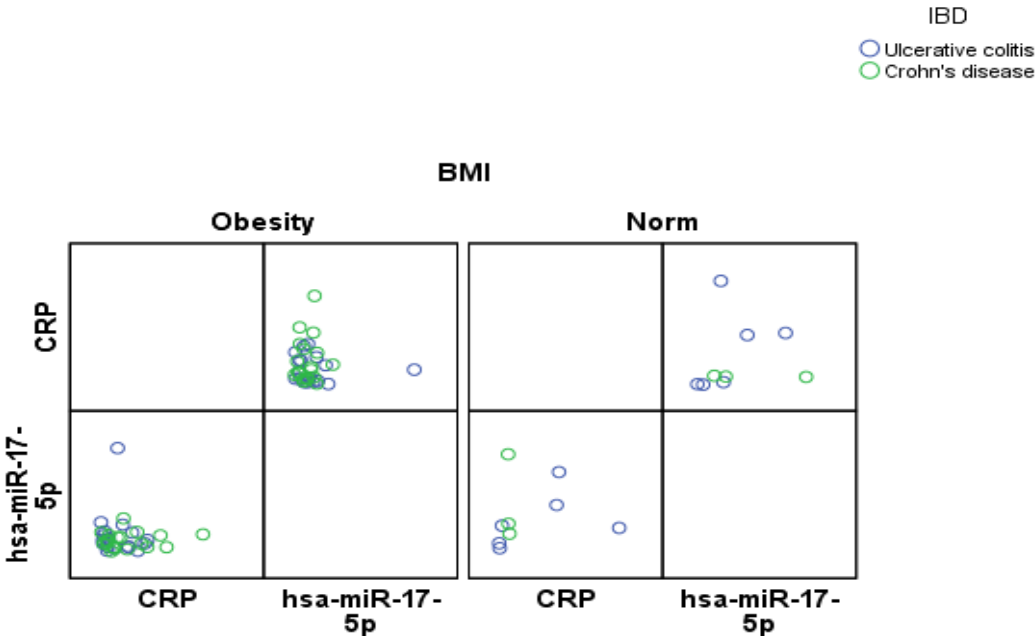 IBD
Ulcerative colitis
Crohn's disease
BMI
Obesity
Norm
CRP
hsa-miR-17-
5p
CRP
hsa-miR-17-
5p
CRP
hsa-miR-17-
5p